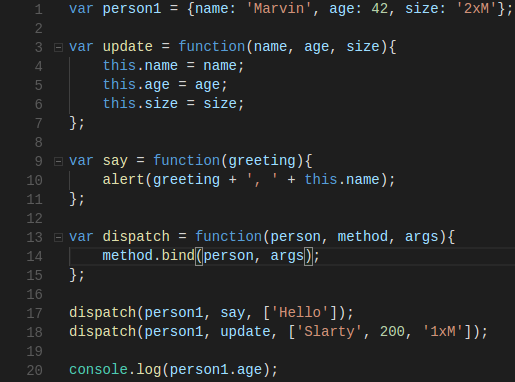 1 var person1 = {name: 'Marvin', age: 42, size: '2xM'};
2
3 var update = function(name, age, size){
4     this.name = name;
5     this.age = age;
6     this.size = size;
7 };
8
9 var say = function(greeting){
10     alert(greeting + ', ' + this.name);
11 };
12
13 var dispatch = function(person, method, args){
14     method.bind(person, args);
15 };
16
17 dispatch(person1, say, ['Hello']);
18 dispatch(person1, update, ['Slarty', 200, '1xM']);
19
20 console.log(person1.age);